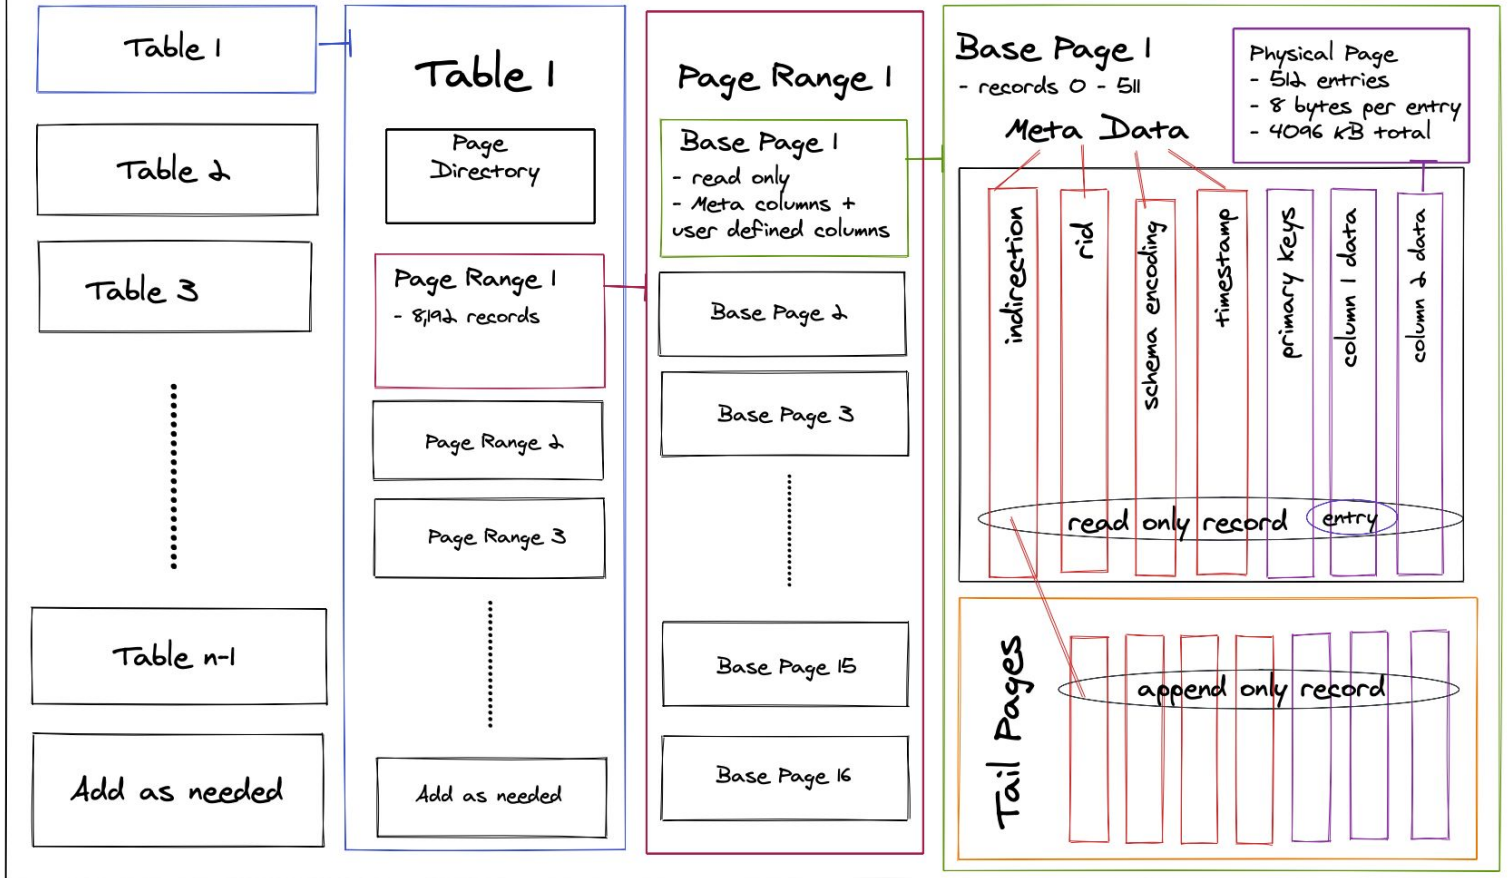 Table 1
Table 2
Table 3
Table n-1
Add as needed
Table 1
Page
Directory
Page Range 1
- 8,192 records
Page Range 2
Page Range 3
Add as needed
Page Range 1
Base Page 1
- read only
- Meta columns +
user defined columns
Base Page 2
Base Page 3
Base Page 15
Base Page 16
Base Page 1
- records 0 - 511
Meta Data
Physical Page
- 512 entries
- 8 bytes per entry
- 4096 kB total
indirection
rid
schema encoding
timestamp
primary keys
column 1 data
column 2 data
read only record
entry
Tail Pages
append only record